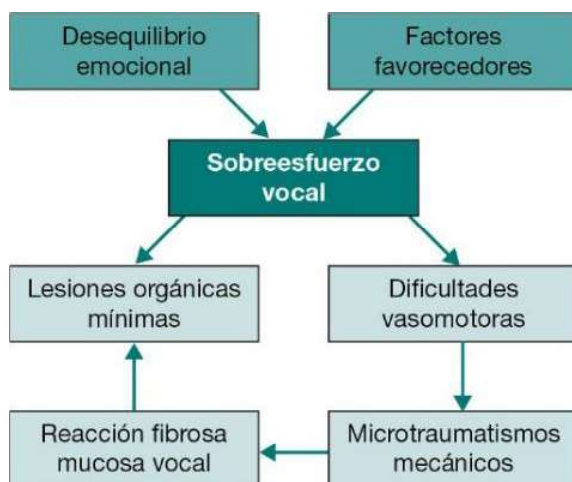 Desequilibrio
emocional
Factores
favorecedores
Sobreesfuerzo
vocal
Lesiones orgánicas
mínimas
Dificultades
vasomotoras
Reacción fibrosa
mucosa vocal
Microtraumatismos
mecánicos